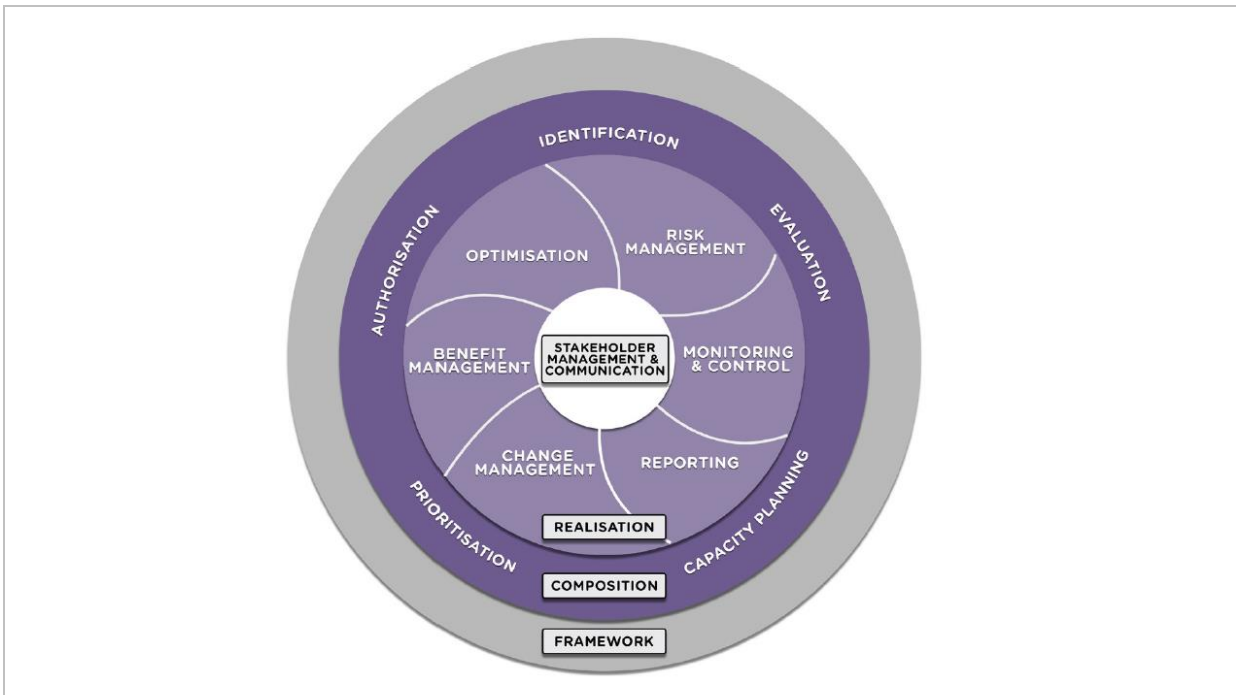 IDENTIFICATION
AUTHORISATION
EVALUATION
OPTIMISATION
RISK
MANAGEMENT
BENEFIT
MANAGEMENT
STAKEHOLDER
MANAGEMENT &
COMMUNICATION
MONITORING
& CONTROL
CHANGE
MANAGEMENT
REPORTING
PRIORITISATION
CAPACITY PLANNING
REALISATION
COMPOSITION
FRAMEWORK